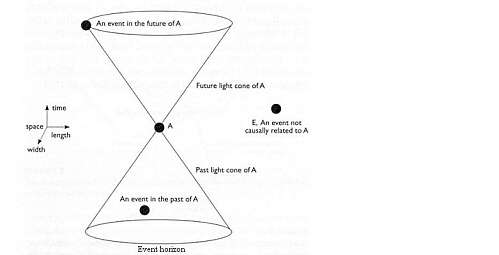 An event in the future of A
Future light cone of A
time
space
length
width
A
E, An event not
causally related to A
Past light cone of A
An event in the past of A
Event horizon